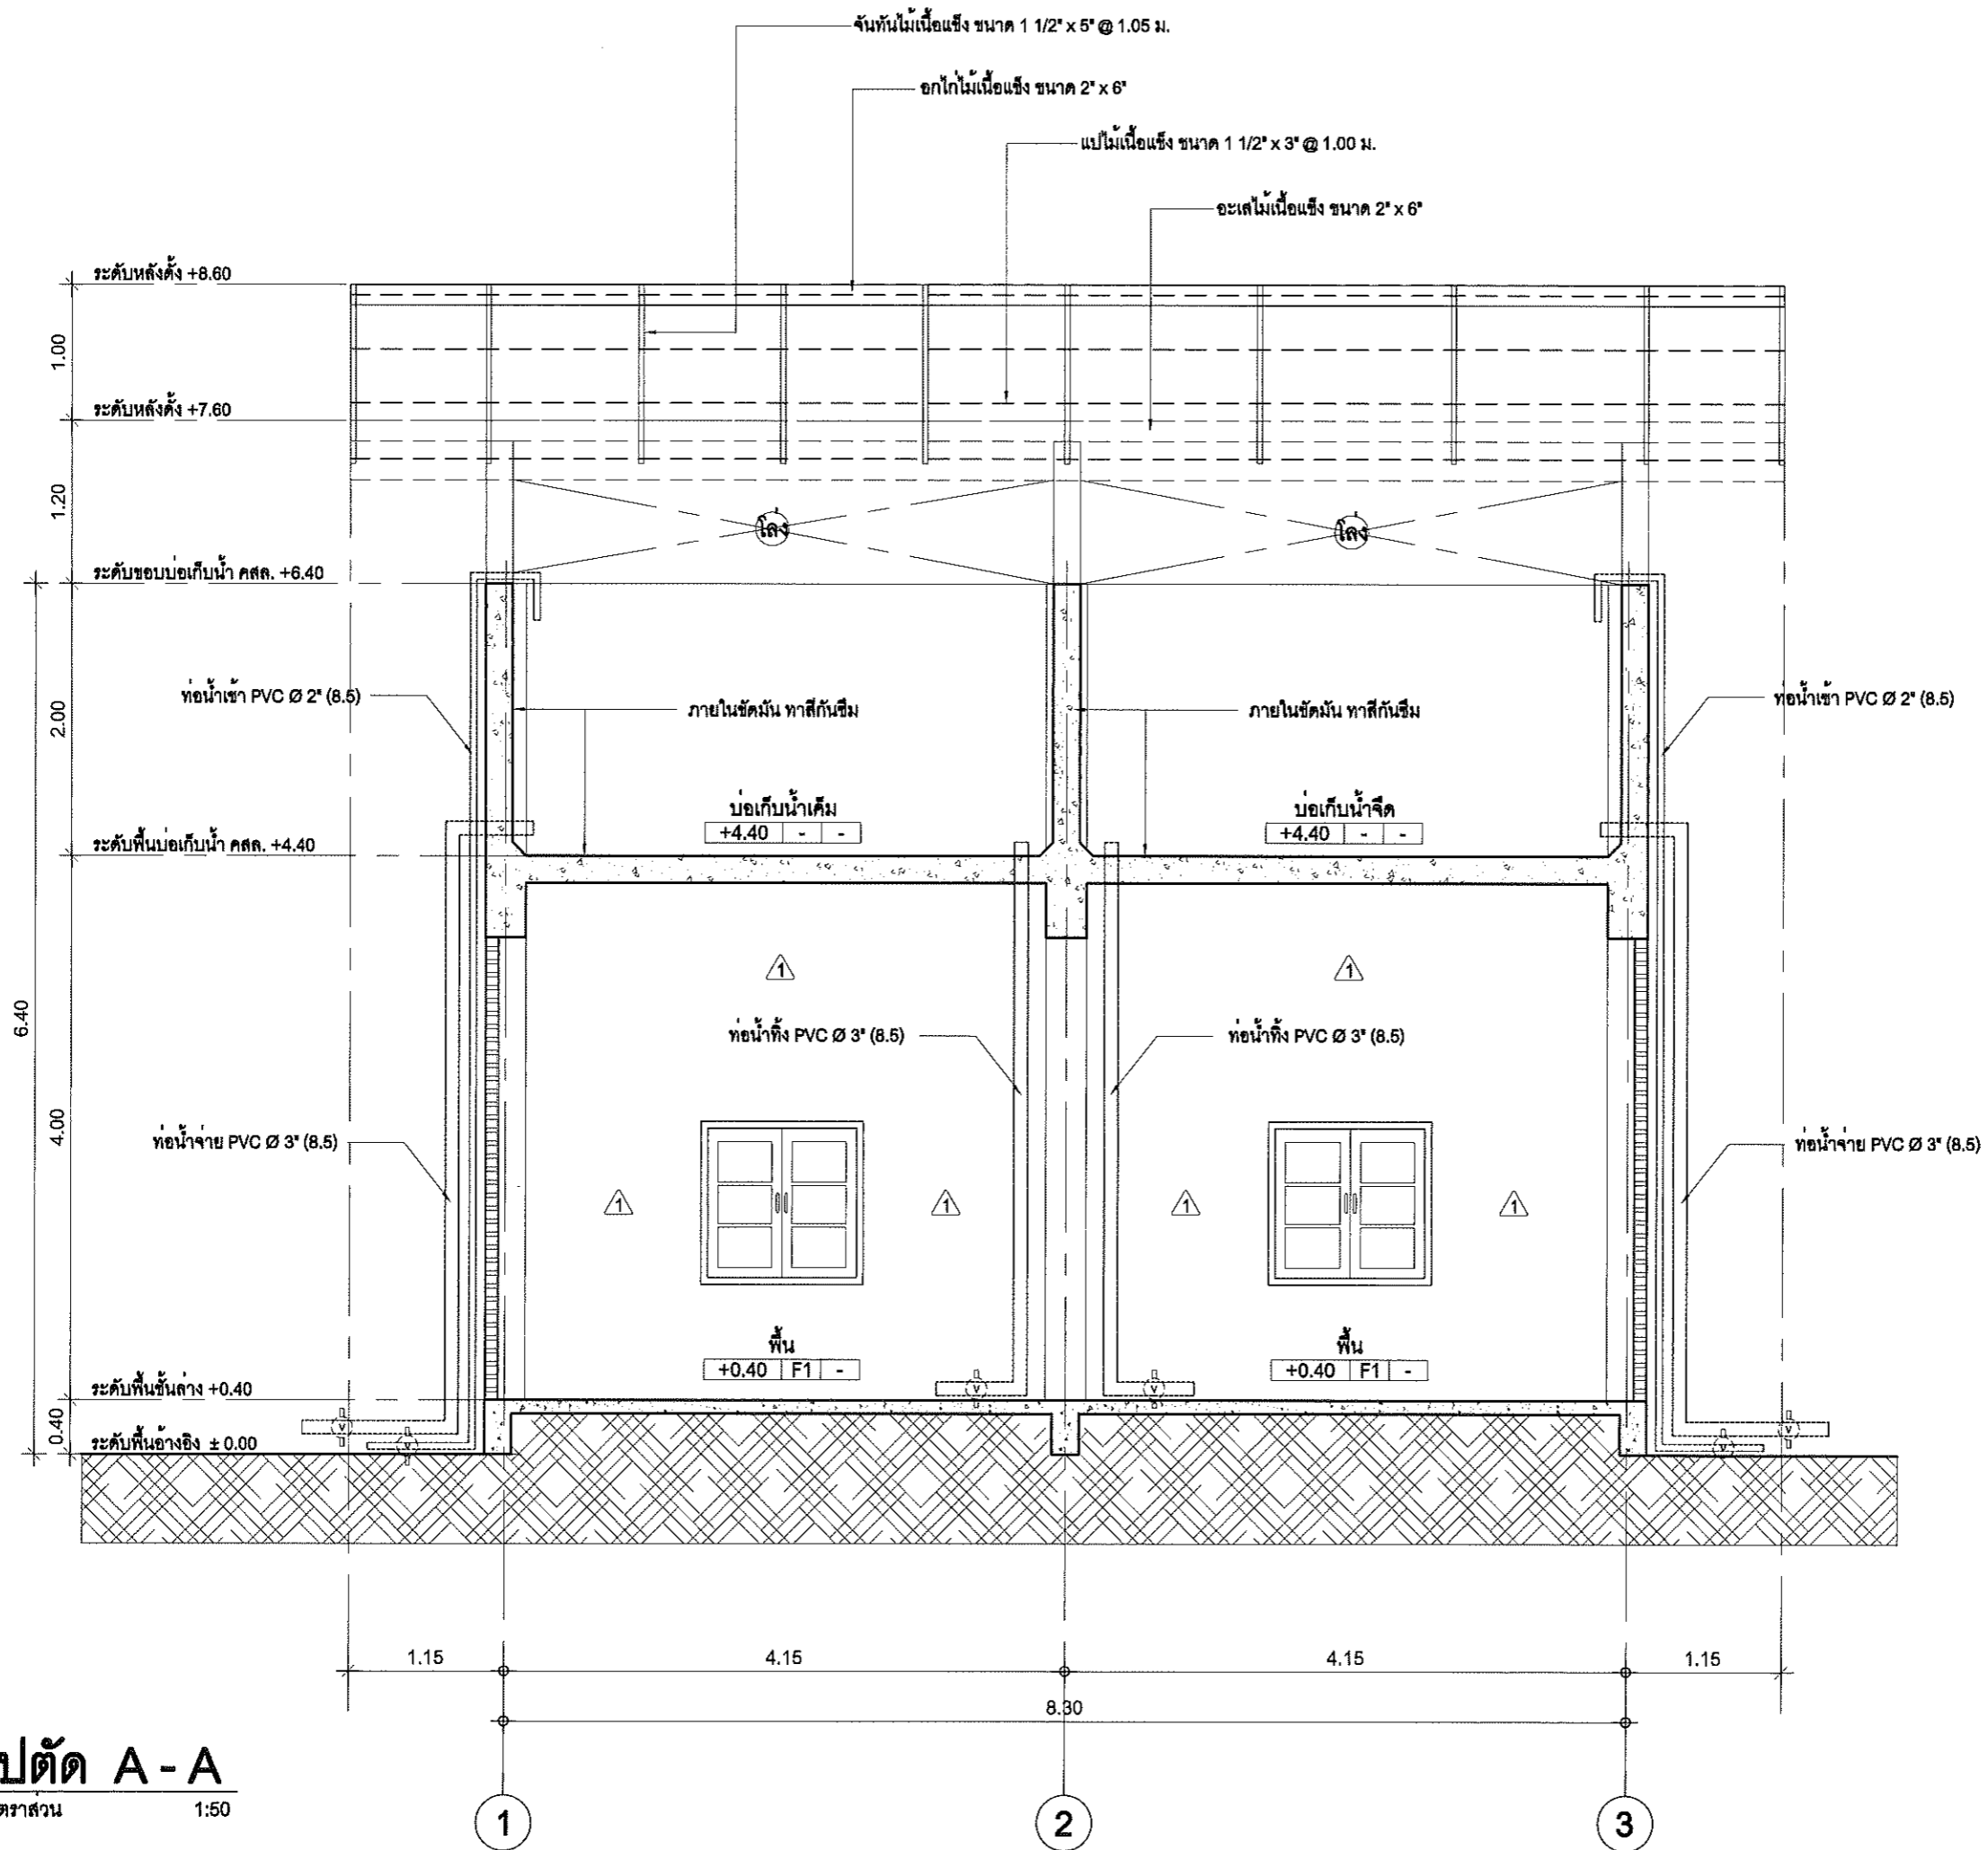 จันทันไม้เนื้อแข็ง ขนาด 1 1/2" x 5" @ 1.05 ม.
อกไก่ไม้เนื้อแข็ง ขนาด 2" x 6"
แปไม้เนื้อแข็ง ขนาด 1 1/2" x 3" @ 1.00 ม.
อะเสไม้เนื้อแข็ง ขนาด 2" x 6"
ระดับหลังตั้ง +8.60
1.00
ระดับหลังตั้ง +7.60
1.20
โล่ง
โล่ง
ระดับขอบบ่อเก็บน้ำ คสล. +6.40
ท่อน้ำเข้า PVC Ø 2" (8.5)
ภายในขัดมัน ทาสีกันซึม
ภายในขัดมัน ทาสีกันซึม
ท่อน้ำเข้า PVC Ø 2" (8.5)
2.00
บ่อเก็บน้ำเค็ม
+4.40 - -
บ่อเก็บน้ำจืด
+4.40 - -
ระดับพื้นบ่อเก็บน้ำ คสล. +4.40
1
1
6.40
ท่อน้ำทิ้ง PVC Ø 3" (8.5)
ท่อน้ำทิ้ง PVC Ø 3" (8.5)
4.00
ท่อน้ำจ่าย PVC Ø 3" (8.5)
ท่อน้ำจ่าย PVC Ø 3" (8.5)
1
1
1
1
พื้น
+0.40 F1 -
พื้น
+0.40 F1 -
ระดับพื้นชั้นล่าง +0.40
V
V
0.40
V
V
ระดับพื้นอ้างอิง ± 0.00
V
V
1.15
4.15
4.15
1.15
8.30
ปตัด A - A
ตราส่วน 1:50
1
2
3